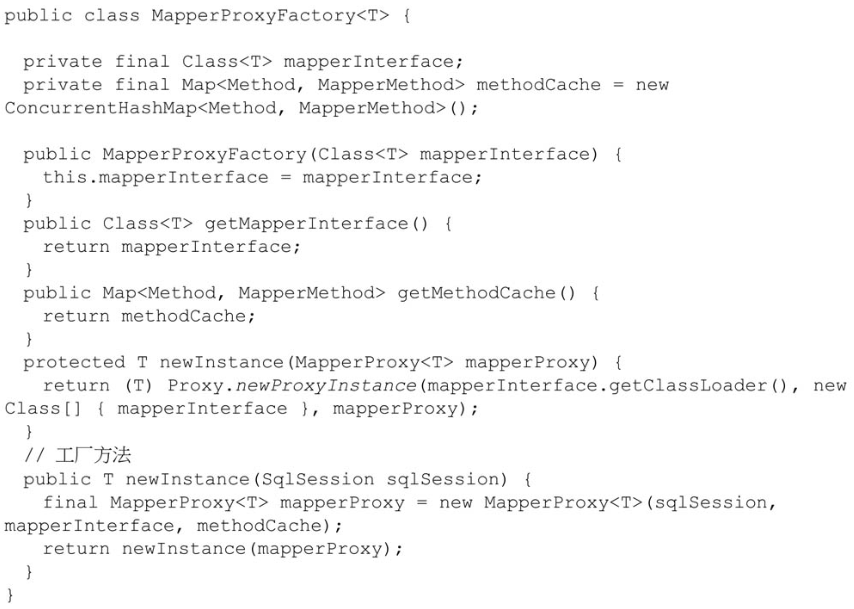 public class MapperProxyFactory<T> {
  private final Class<T> mapperInterface;
  private final Map<Method, MapperMethod> methodCache = new
ConcurrentHashMap<Method, MapperMethod>();
  public MapperProxyFactory(Class<T> mapperInterface) {
    this.mapperInterface = mapperInterface;
  }
  public Class<T> getMapperInterface() {
    return mapperInterface;
  }
  public Map<Method, MapperMethod> getMethodCache() {
    return methodCache;
  }
  protected T newInstance(MapperProxy<T> mapperProxy) {
    return (T) Proxy.newProxyInstance(mapperInterface.getClassLoader(), new
Class[] { mapperInterface }, mapperProxy);
  }
  // 工厂方法
  public T newInstance(SqlSession sqlSession) {
    final MapperProxy<T> mapperProxy = new MapperProxy<T>(sqlSession,
mapperInterface, methodCache);
    return newInstance(mapperProxy);
  }
}